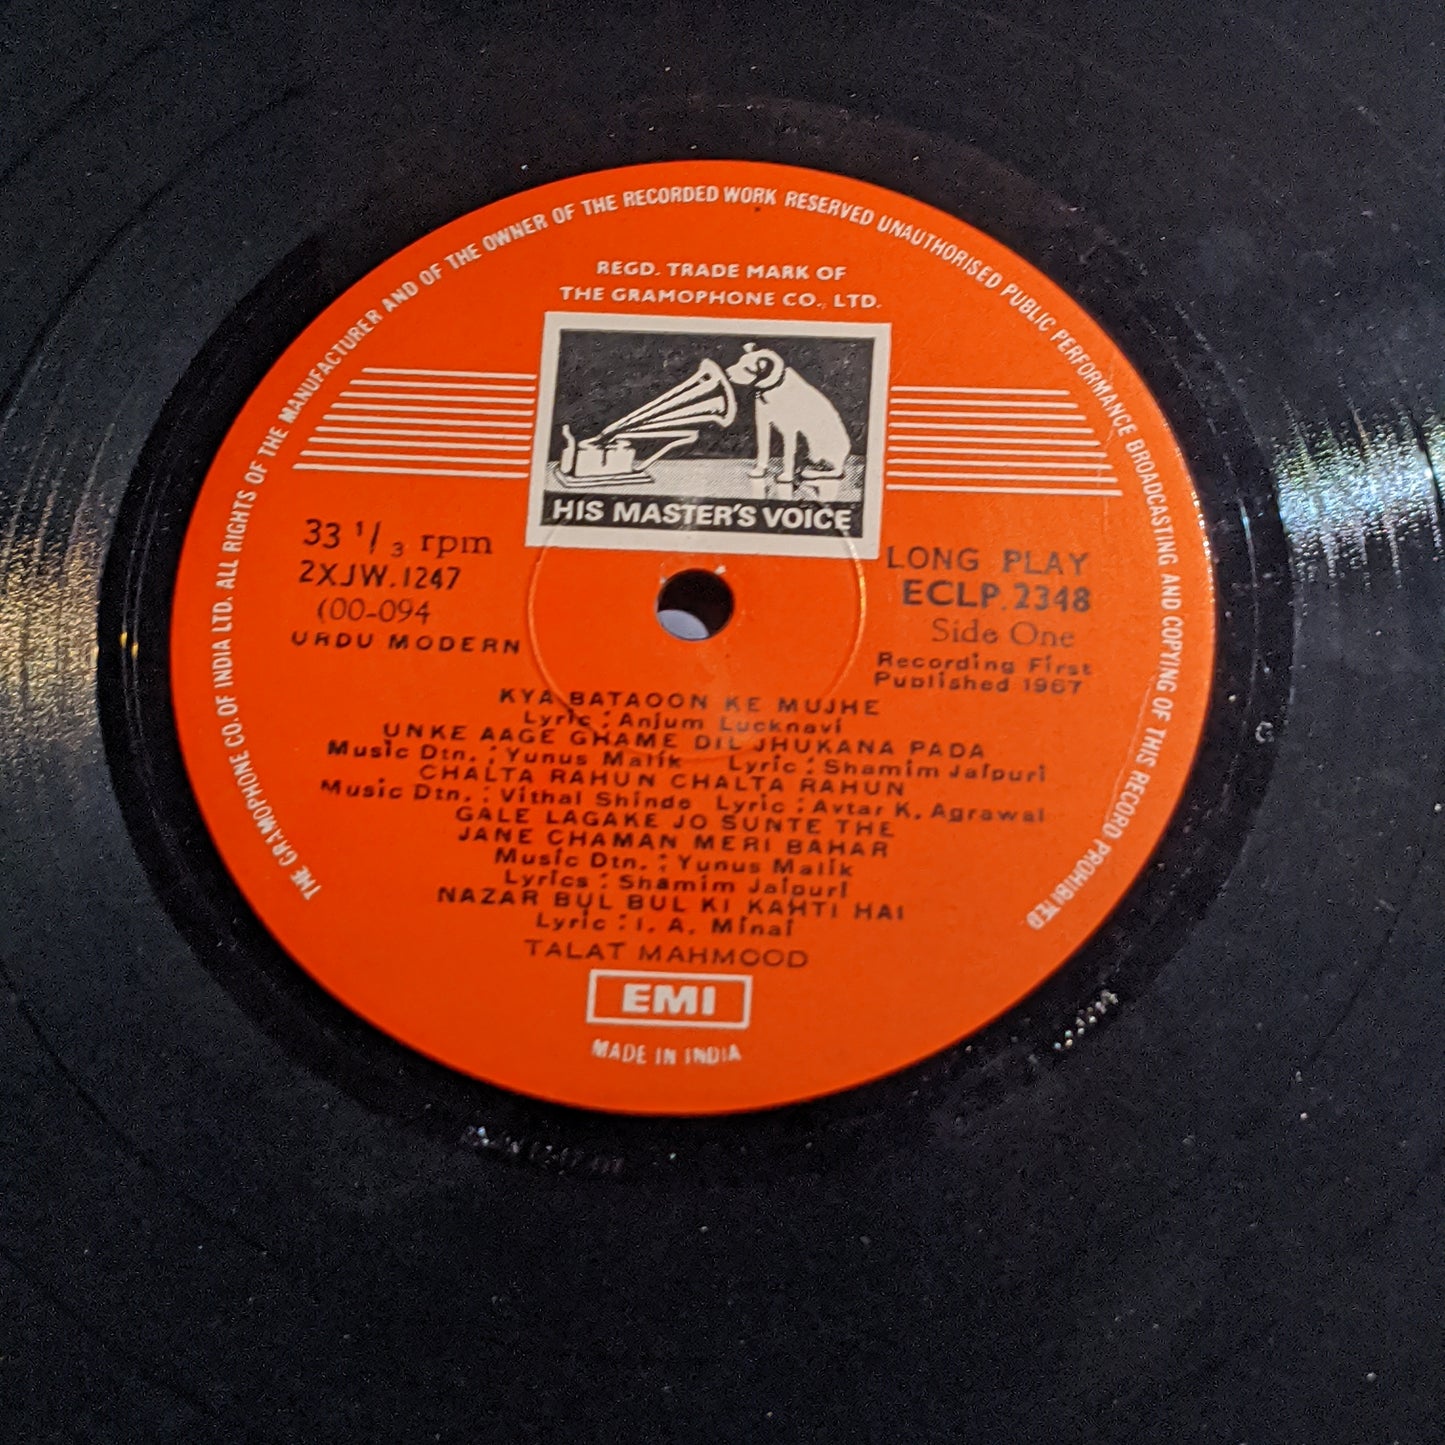 THE GRAMOPHONE CO. OF INDIA LTD. ALL RIGHTS OF THE MANUFACTURER AND OF THE OWNER OF THE RECORDED WORK RESERVED UNAUTHORISED PUBLIC PERFORMANCE BROADCASTING AND COPYING OF THIS RECORD PROHIBITED
REGD. TRADE MARK OF
THE GRAMOPHONE CO., LTD.
HIS MASTER'S VOICE
33 1/3 rpm
2XJW.1247
(00-094
URDU MODERN
LONG PLAY
ECLP.2348
Side One
Recording First
Published 1967
KYA BATAOON KE MUJHE
Lyric : Anjum Lucknavi
UNKE AAGE GHAME DIL JHUKANA PADA
Music Dtn. : Yunus Malik Lyric : Shamim Jaipuri
CHALTA RAHUN CHALTA RAHUN
Music Dtn. : Vithal Shinde Lyric : Avtar K. Agrawal
GALE LAGAKE JO SUNTE THE
JANE CHAMAN MERI BAHAR
Music Dtn. : Yunus Malik
Lyrics : Shamim Jaipuri
NAZAR BUL BUL KI KAHTI HAI
Lyric : I. A. Minai
TALAT MAHMOOD
EMI
MADE IN INDIA